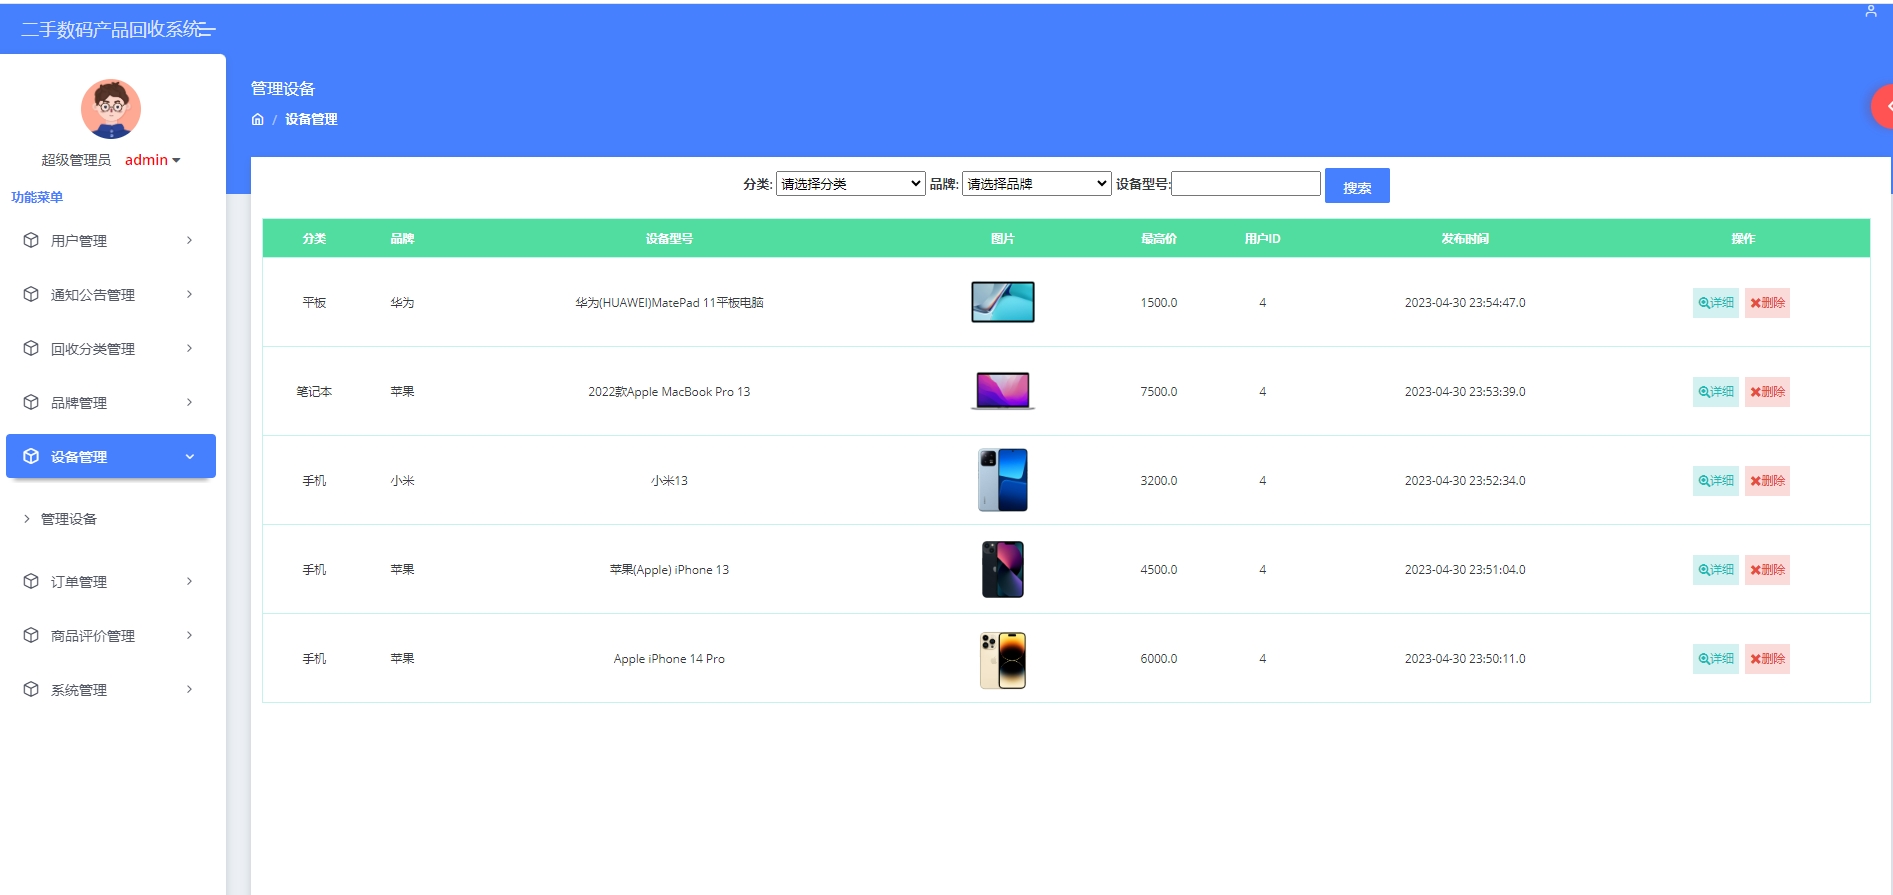 二手数码产品回收系统
管理设备
/ 设备管理
超级管理员 admin
功能菜单
用户管理
通知公告管理
回收分类管理
品牌管理
设备管理
管理设备
订单管理
商品评价管理
系统管理
分类: 请选择分类 品牌: 请选择品牌 设备型号: 搜索
分类 品牌 设备型号 图片 最高价 用户ID 发布时间 操作
平板 华为 华为(HUAWEI)MatePad 11平板电脑 1500.0 4 2023-04-30 23:54:47.0 详细 删除
笔记本 苹果 2022款Apple MacBook Pro 13 7500.0 4 2023-04-30 23:53:39.0 详细 删除
手机 小米 小米13 3200.0 4 2023-04-30 23:52:34.0 详细 删除
手机 苹果 苹果(Apple) iPhone 13 4500.0 4 2023-04-30 23:51:04.0 详细 删除
手机 苹果 Apple iPhone 14 Pro 6000.0 4 2023-04-30 23:50:11.0 详细 删除